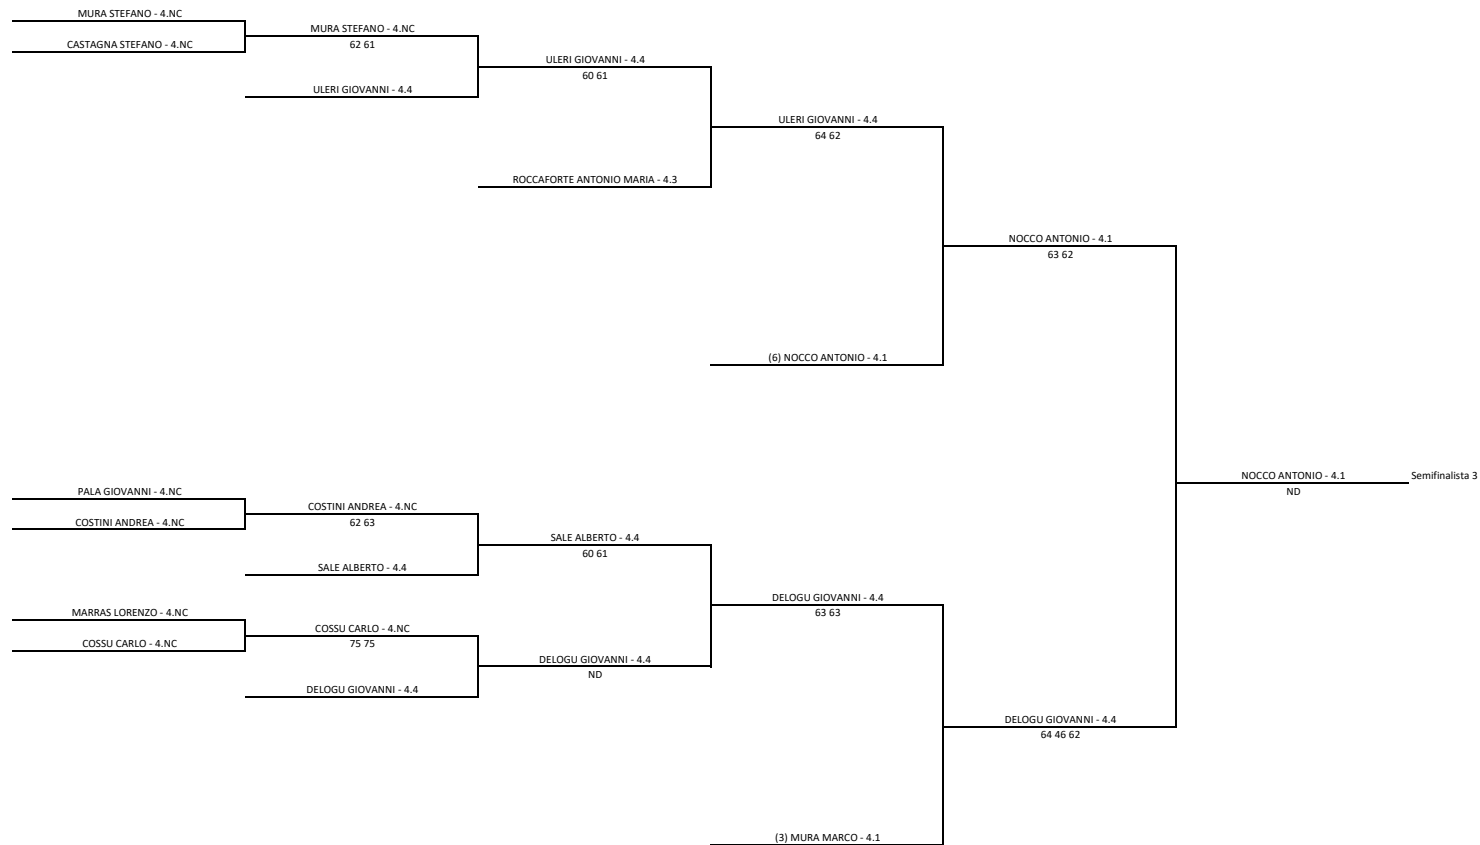 MURA STEFANO - 4.NC
MURA STEFANO - 4.NC
CASTAGNA STEFANO - 4.NC
62 61
ULERI GIOVANNI - 4.4
60 61
ULERI GIOVANNI - 4.4
ULERI GIOVANNI - 4.4
64 62
ROCCAFORTE ANTONIO MARIA - 4.3
NOCCO ANTONIO - 4.1
63 62
(6) NOCCO ANTONIO - 4.1
NOCCO ANTONIO - 4.1
Semifinalista 3
ND
PALA GIOVANNI - 4.NC
COSTINI ANDREA - 4.NC
COSTINI ANDREA - 4.NC
62 63
SALE ALBERTO - 4.4
60 61
SALE ALBERTO - 4.4
DELOGU GIOVANNI - 4.4
63 63
MARRAS LORENZO - 4.NC
COSSU CARLO - 4.NC
COSSU CARLO - 4.NC
75 75
DELOGU GIOVANNI - 4.4
ND
DELOGU GIOVANNI - 4.4
DELOGU GIOVANNI - 4.4
64 46 62
(3) MURA MARCO - 4.1